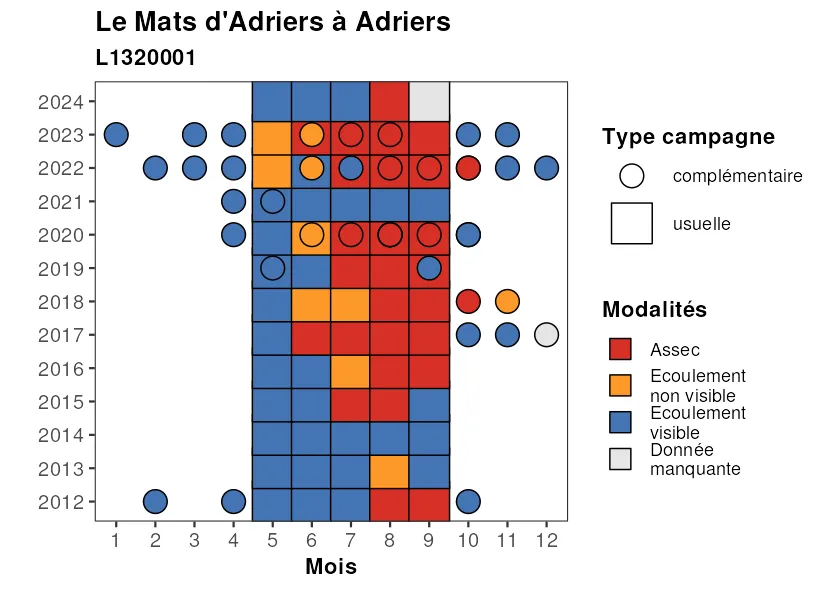 Le Mats d'Adriers à Adriers
L1320001
2024
2023
2022
2021
2020
2019
2018
2017
2016
2015
2014
2013
2012
1 2 3 4 5 6 7 8 9 10 11 12
Mois
Type campagne
complémentaire
usuelle
Modalités
Assec
Ecoulement
non visible
Ecoulement
visible
Donnée
manquante